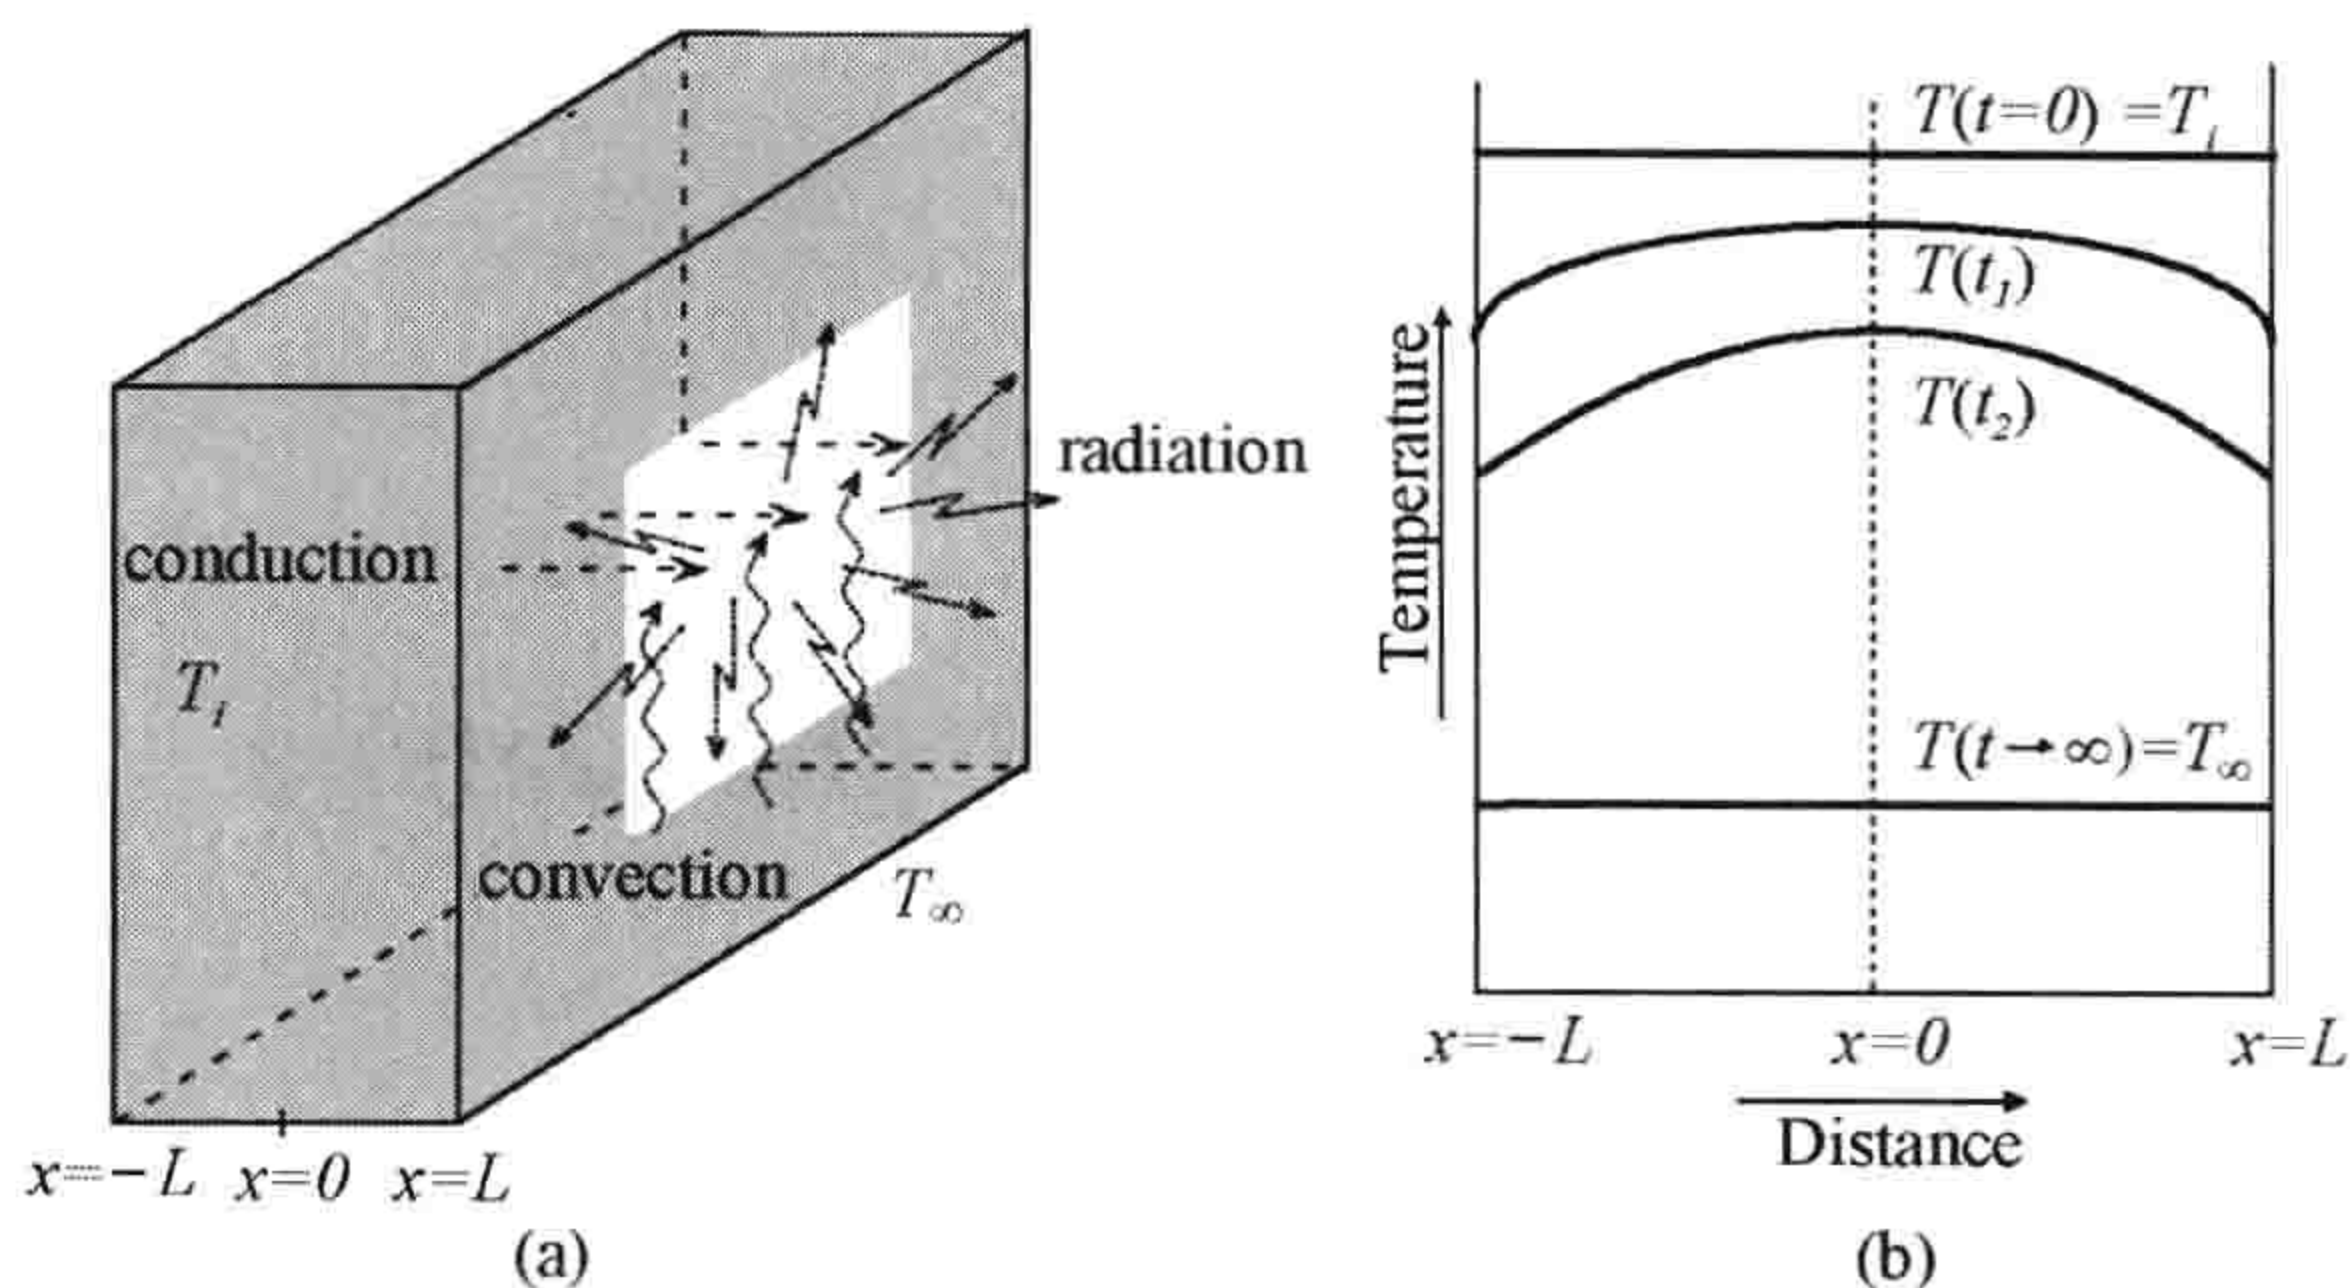 radiation
conduction
T_i
convection
T_∞
x=-L x=0 x=L
(a)
T(t=0) =T_i
T(t_1)
T(t_2)
Temperature
T(t→∞)=T_∞
x=-L x=0 x=L
Distance
(b)